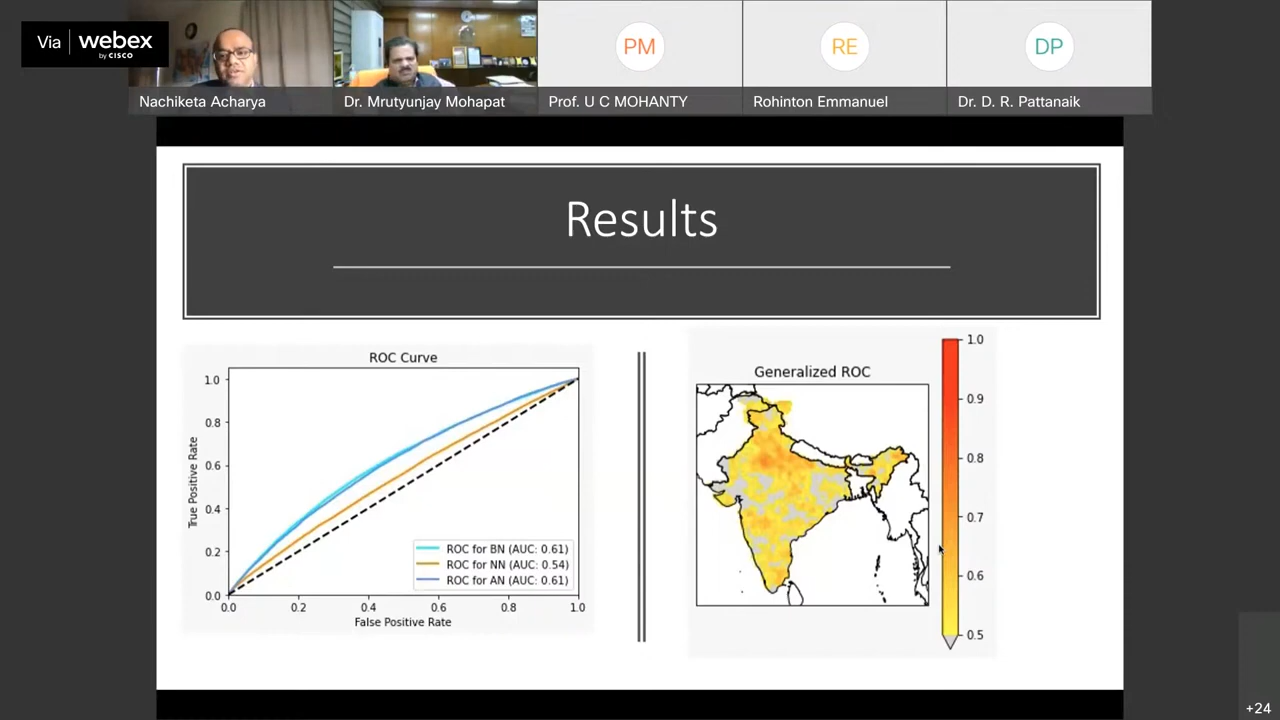 Via webex
by CISCO
PM
RE
DP
Nachiketa Acharya
Dr. Mrutyunjay Mohapat
Prof. U C MOHANTY
Rohinton Emmanuel
Dr. D. R. Pattanaik
Results
ROC Curve
1.0
0.8
0.6
0.4
0.2
0.0
True Positive Rate
ROC for BN (AUC: 0.61)
ROC for NN (AUC: 0.54)
ROC for AN (AUC: 0.61)
0.0 0.2 0.4 0.6 0.8 1.0
False Positive Rate
Generalized ROC
1.0
0.9
0.8
0.7
0.6
0.5
+24